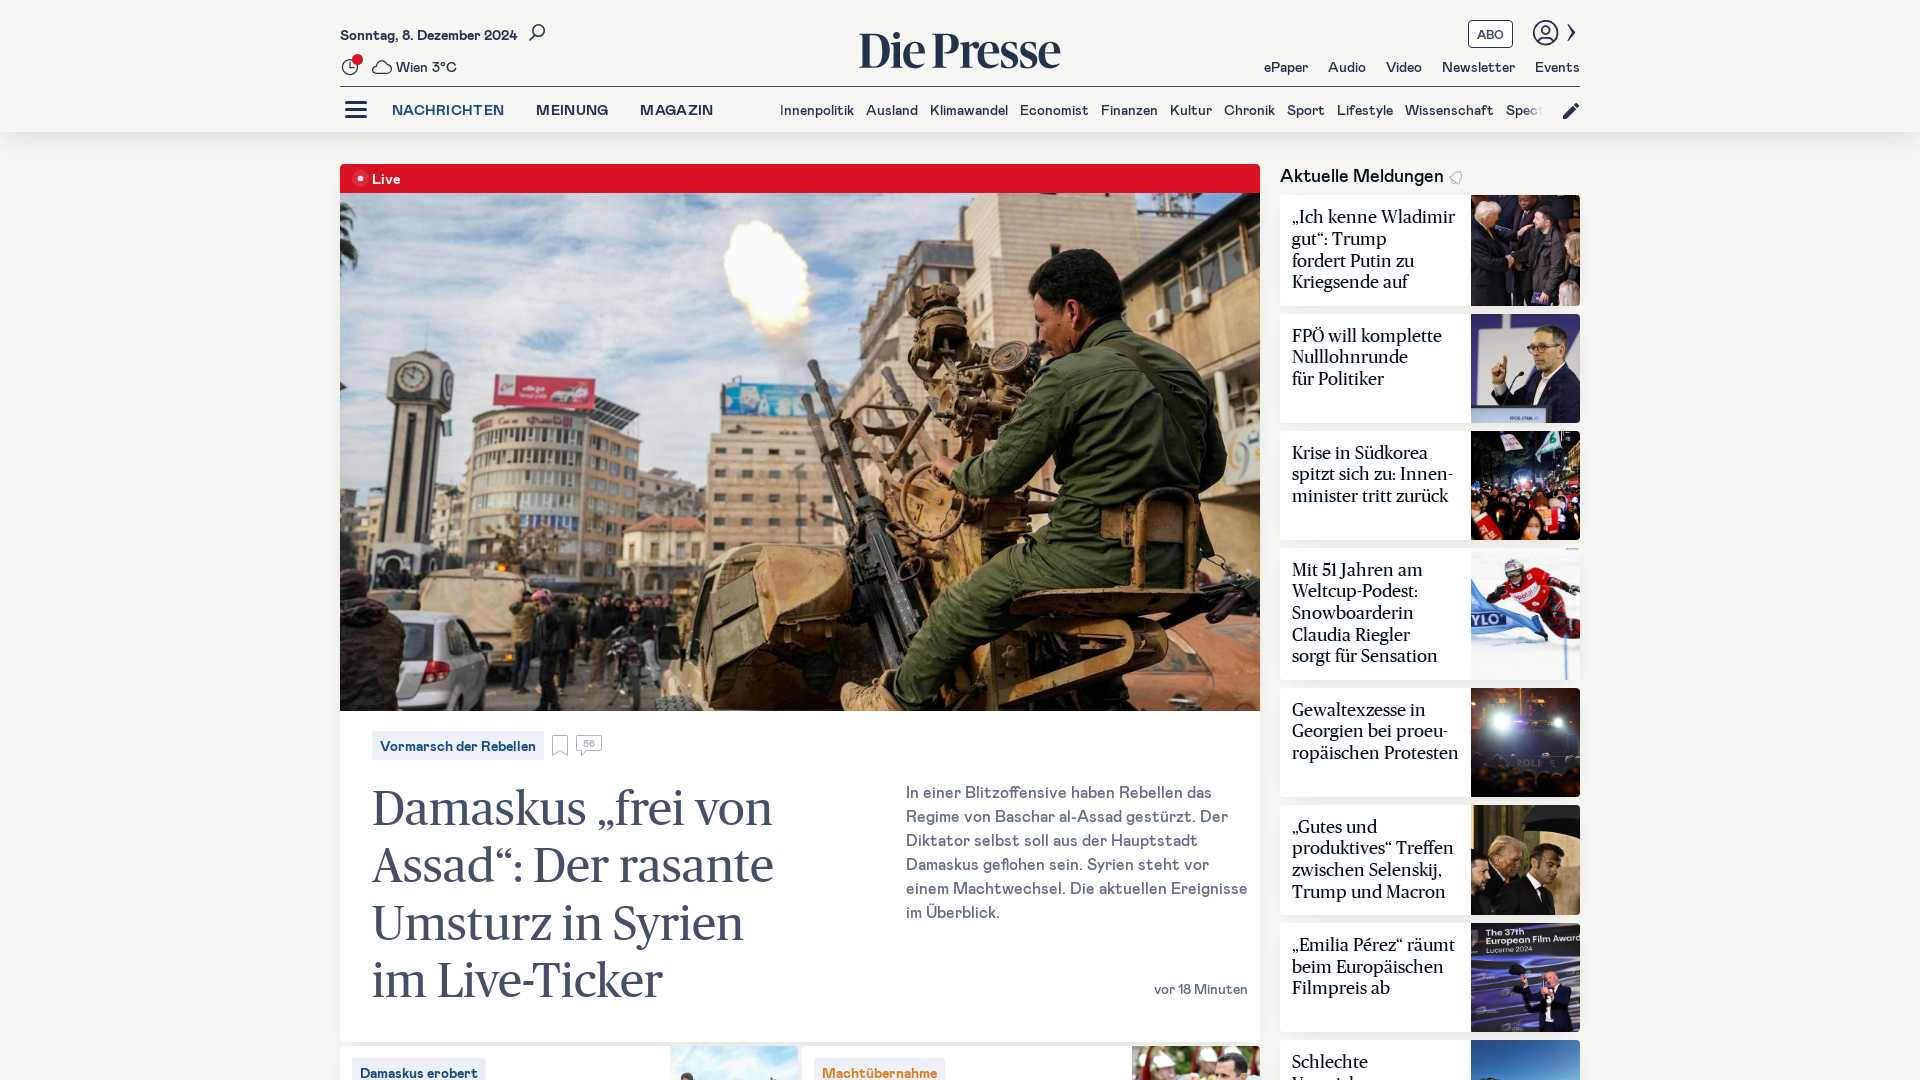 Sonntag, 8. Dezember 2024
Wien 3°C
Die Presse
ABO
ePaper Audio Video Newsletter Events
NACHRICHTEN MEINUNG MAGAZIN
Innenpolitik Ausland Klimawandel Economist Finanzen Kultur Chronik Sport Lifestyle Wissenschaft Spect
Live
Vormarsch der Rebellen
56
Damaskus „frei von
Assad“: Der rasante
Umsturz in Syrien
im Live-Ticker
In einer Blitzoffensive haben Rebellen das
Regime von Baschar al-Assad gestürzt. Der
Diktator selbst soll aus der Hauptstadt
Damaskus geflohen sein. Syrien steht vor
einem Machtwechsel. Die aktuellen Ereignisse
im Überblick.
vor 18 Minuten
Damaskus erobert
Machtübernahme
Aktuelle Meldungen
„Ich kenne Wladimir
gut“: Trump
fordert Putin zu
Kriegsende auf
FPÖ will komplette
Nulllohnrunde
für Politiker
Krise in Südkorea
spitzt sich zu: Innen-
minister tritt zurück
Mit 51 Jahren am
Weltcup-Podest:
Snowboarderin
Claudia Riegler
sorgt für Sensation
Gewaltexzesse in
Georgien bei proeu-
ropäischen Protesten
„Gutes und
produktives“ Treffen
zwischen Selenskij,
Trump und Macron
„Emilia Pérez“ räumt
beim Europäischen
Filmpreis ab
The 37th
European Film Award
Lucerne 2024
Schlechte